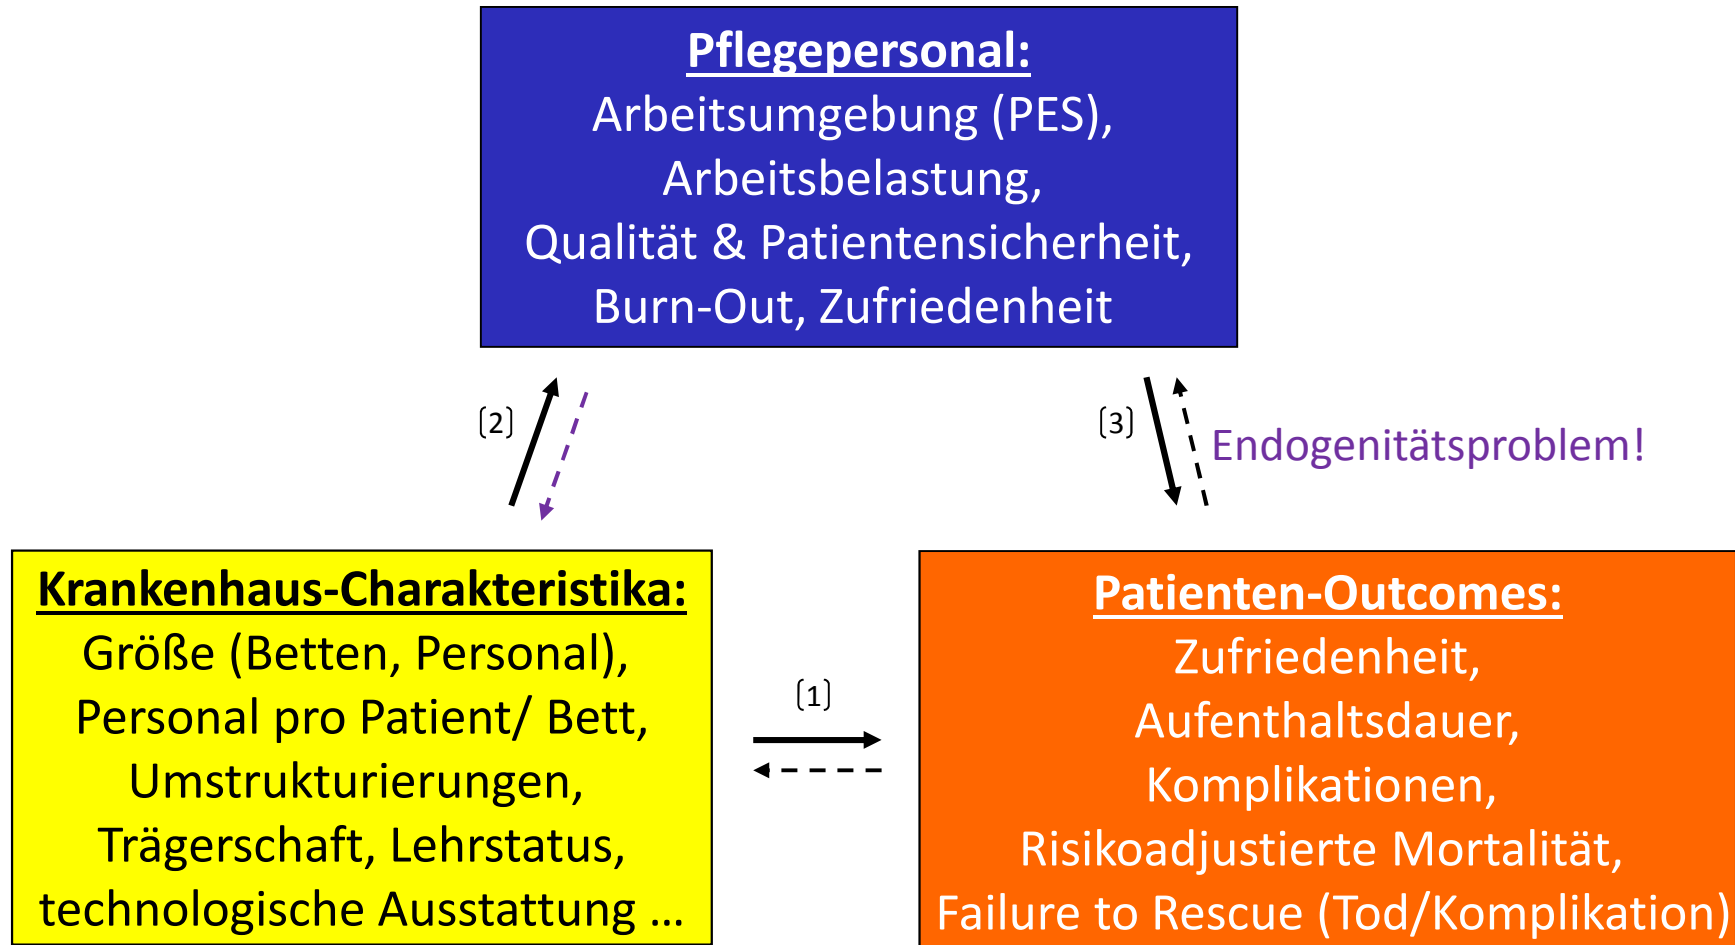 Pflegepersonal:
Arbeitsumgebung (PES),
Arbeitsbelastung,
Qualität & Patientensicherheit,
Burn-Out, Zufriedenheit
(2)
(3)
Endogenitätsproblem!
Krankenhaus-Charakteristika:
Größe (Betten, Personal),
Personal pro Patient/ Bett,
Umstrukturierungen,
Trägerschaft, Lehrstatus,
technologische Ausstattung ...
(1)
Patienten-Outcomes:
Zufriedenheit,
Aufenthaltsdauer,
Komplikationen,
Risikoadjustierte Mortalität,
Failure to Rescue (Tod/Komplikation)